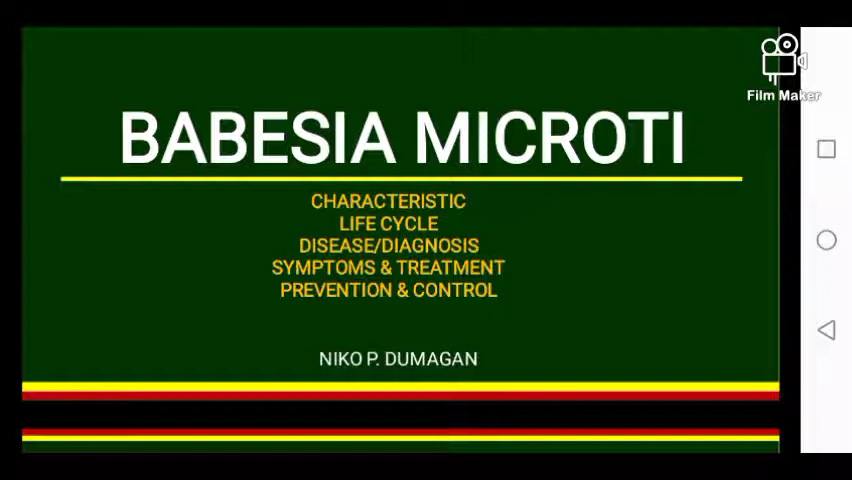 Film Maker
BABESIA MICROTI
CHARACTERISTIC
LIFE CYCLE
DISEASE/DIAGNOSIS
SYMPTOMS & TREATMENT
PREVENTION & CONTROL
NIKO P. DUMAGAN